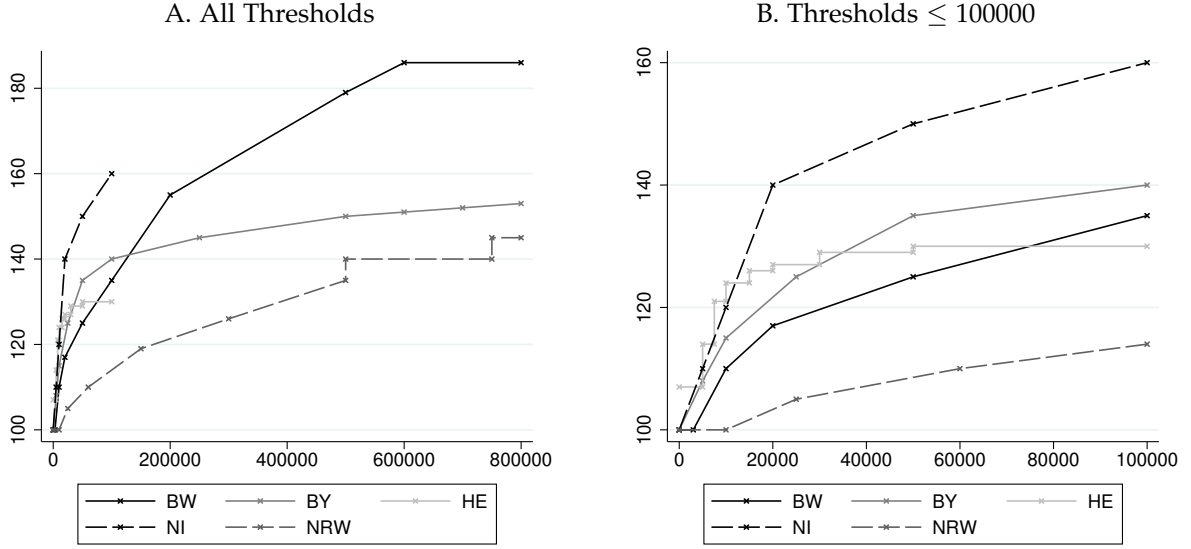 A. All Thresholds
180
160
140
120
100
0 200000 400000 600000 800000
BW BY HE
NI NRW
B. Thresholds ≤ 100000
160
140
120
100
0 20000 40000 60000 80000 100000
BW BY HE
NI NRW